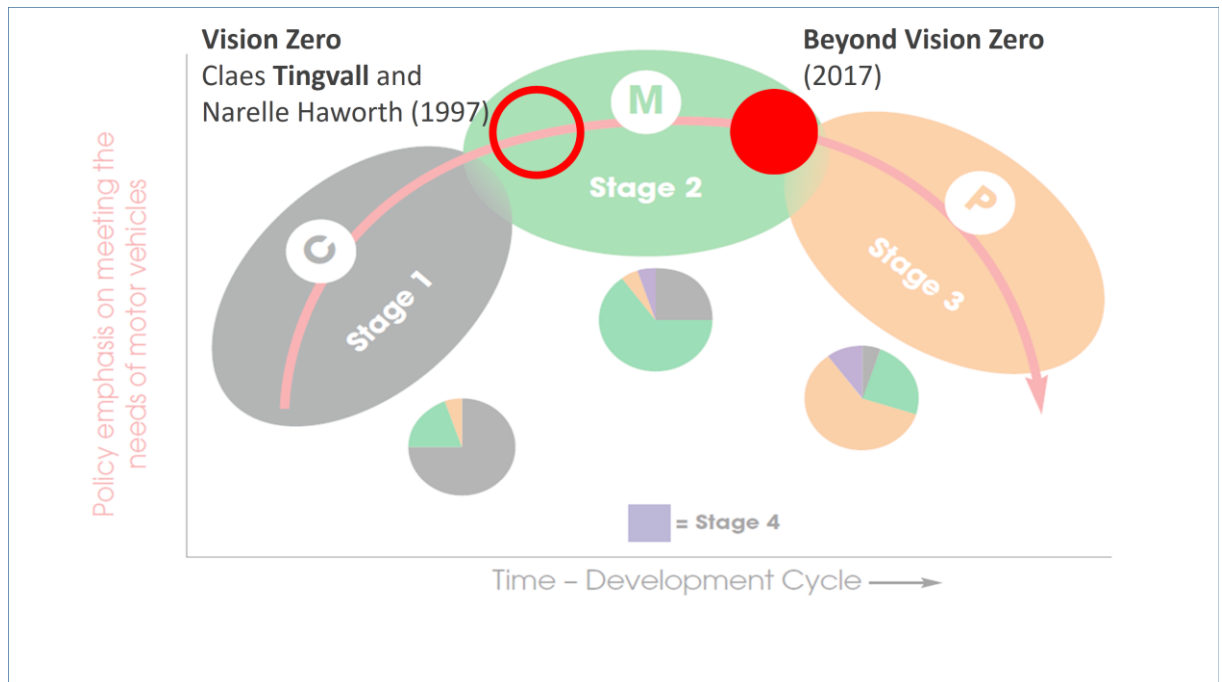 Vision Zero
Claes Tingvall and
Narelle Haworth (1997)
Beyond Vision Zero
(2017)
Policy emphasis on meeting the
needs of motor vehicles
C
Stage 1
M
Stage 2
P
Stage 3
= Stage 4
Time – Development Cycle